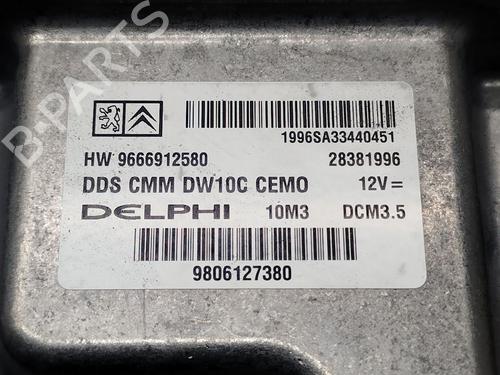 B-PARTS
1996SA33440451
HW 9666912580 28381996
DDS CMM DW10C CEMO 12V =
DELPHI 10M3 DCM3.5
9806127380